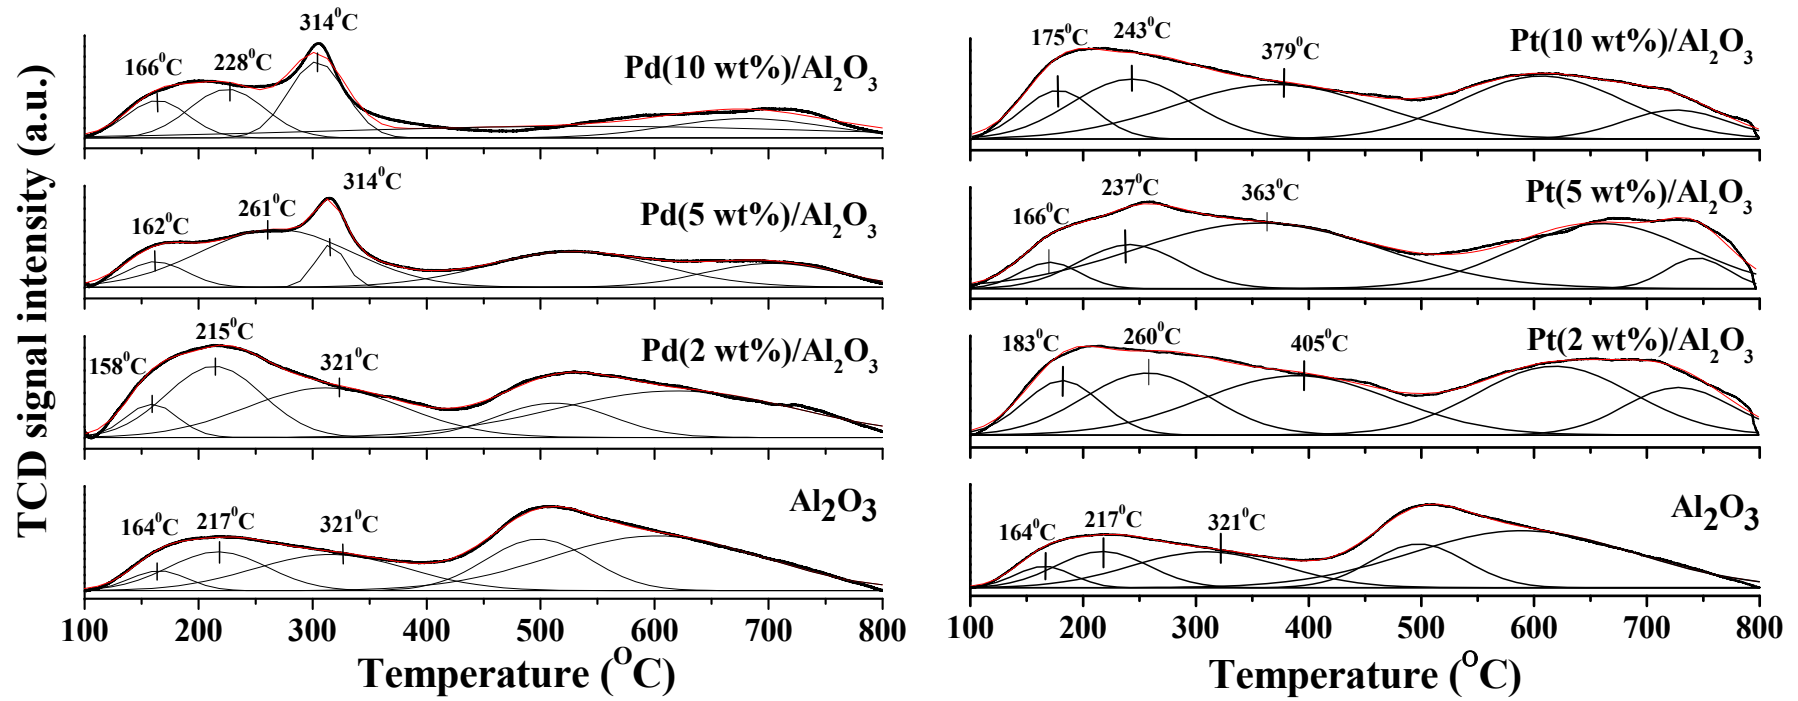 TCD signal intensity (a.u.)
314⁰C
166⁰C 228⁰C
Pd(10 wt%)/Al₂O₃
314⁰C
162⁰C 261⁰C
Pd(5 wt%)/Al₂O₃
215⁰C
158⁰C 321⁰C
Pd(2 wt%)/Al₂O₃
Al₂O₃
164⁰C 217⁰C 321⁰C
100 200 300 400 500 600 700 800
Temperature (ᴼC)
175⁰C 243⁰C 379⁰C
Pt(10 wt%)/Al₂O₃
166⁰C 237⁰C 363⁰C
Pt(5 wt%)/Al₂O₃
183⁰C 260⁰C 405⁰C
Pt(2 wt%)/Al₂O₃
Al₂O₃
164⁰C 217⁰C 321⁰C
100 200 300 400 500 600 700 800
Temperature (ᴼC)